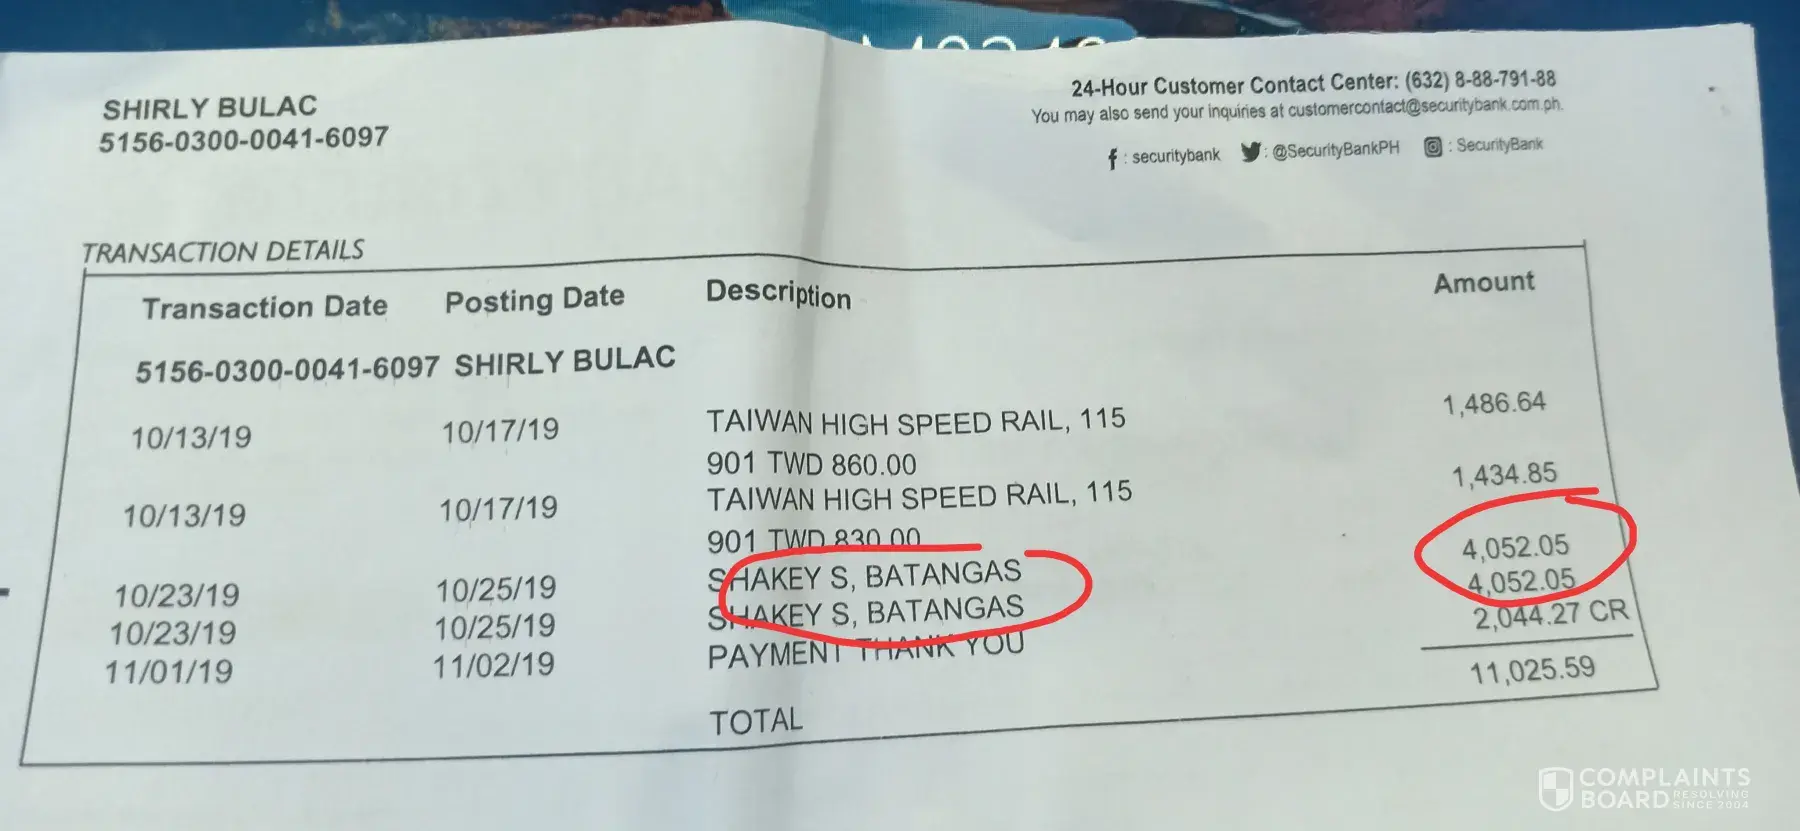 SHIRLY BULAC
5156-0300-0041-6097
24-Hour Customer Contact Center: (632) 8-88-791-88
You may also send your inquiries at customercontact@securitybank.com.ph.
f : securitybank : @SecurityBankPH : SecurityBank
TRANSACTION DETAILS
Transaction Date Posting Date Description Amount
5156-0300-0041-6097 SHIRLY BULAC
10/13/19 10/17/19 TAIWAN HIGH SPEED RAIL, 115 1,486.64
901 TWD 860.00
10/13/19 10/17/19 TAIWAN HIGH SPEED RAIL, 115 1,434.85
901 TWD 830.00
10/23/19 10/25/19 SHAKEY S, BATANGAS 4,052.05
10/23/19 10/25/19 SHAKEY S, BATANGAS 4,052.05
11/01/19 11/02/19 PAYMENT THANK YOU 2,044.27 CR
TOTAL 11,025.59
COMPLAINTS
BOARD RESOLVING
SINCE 2004